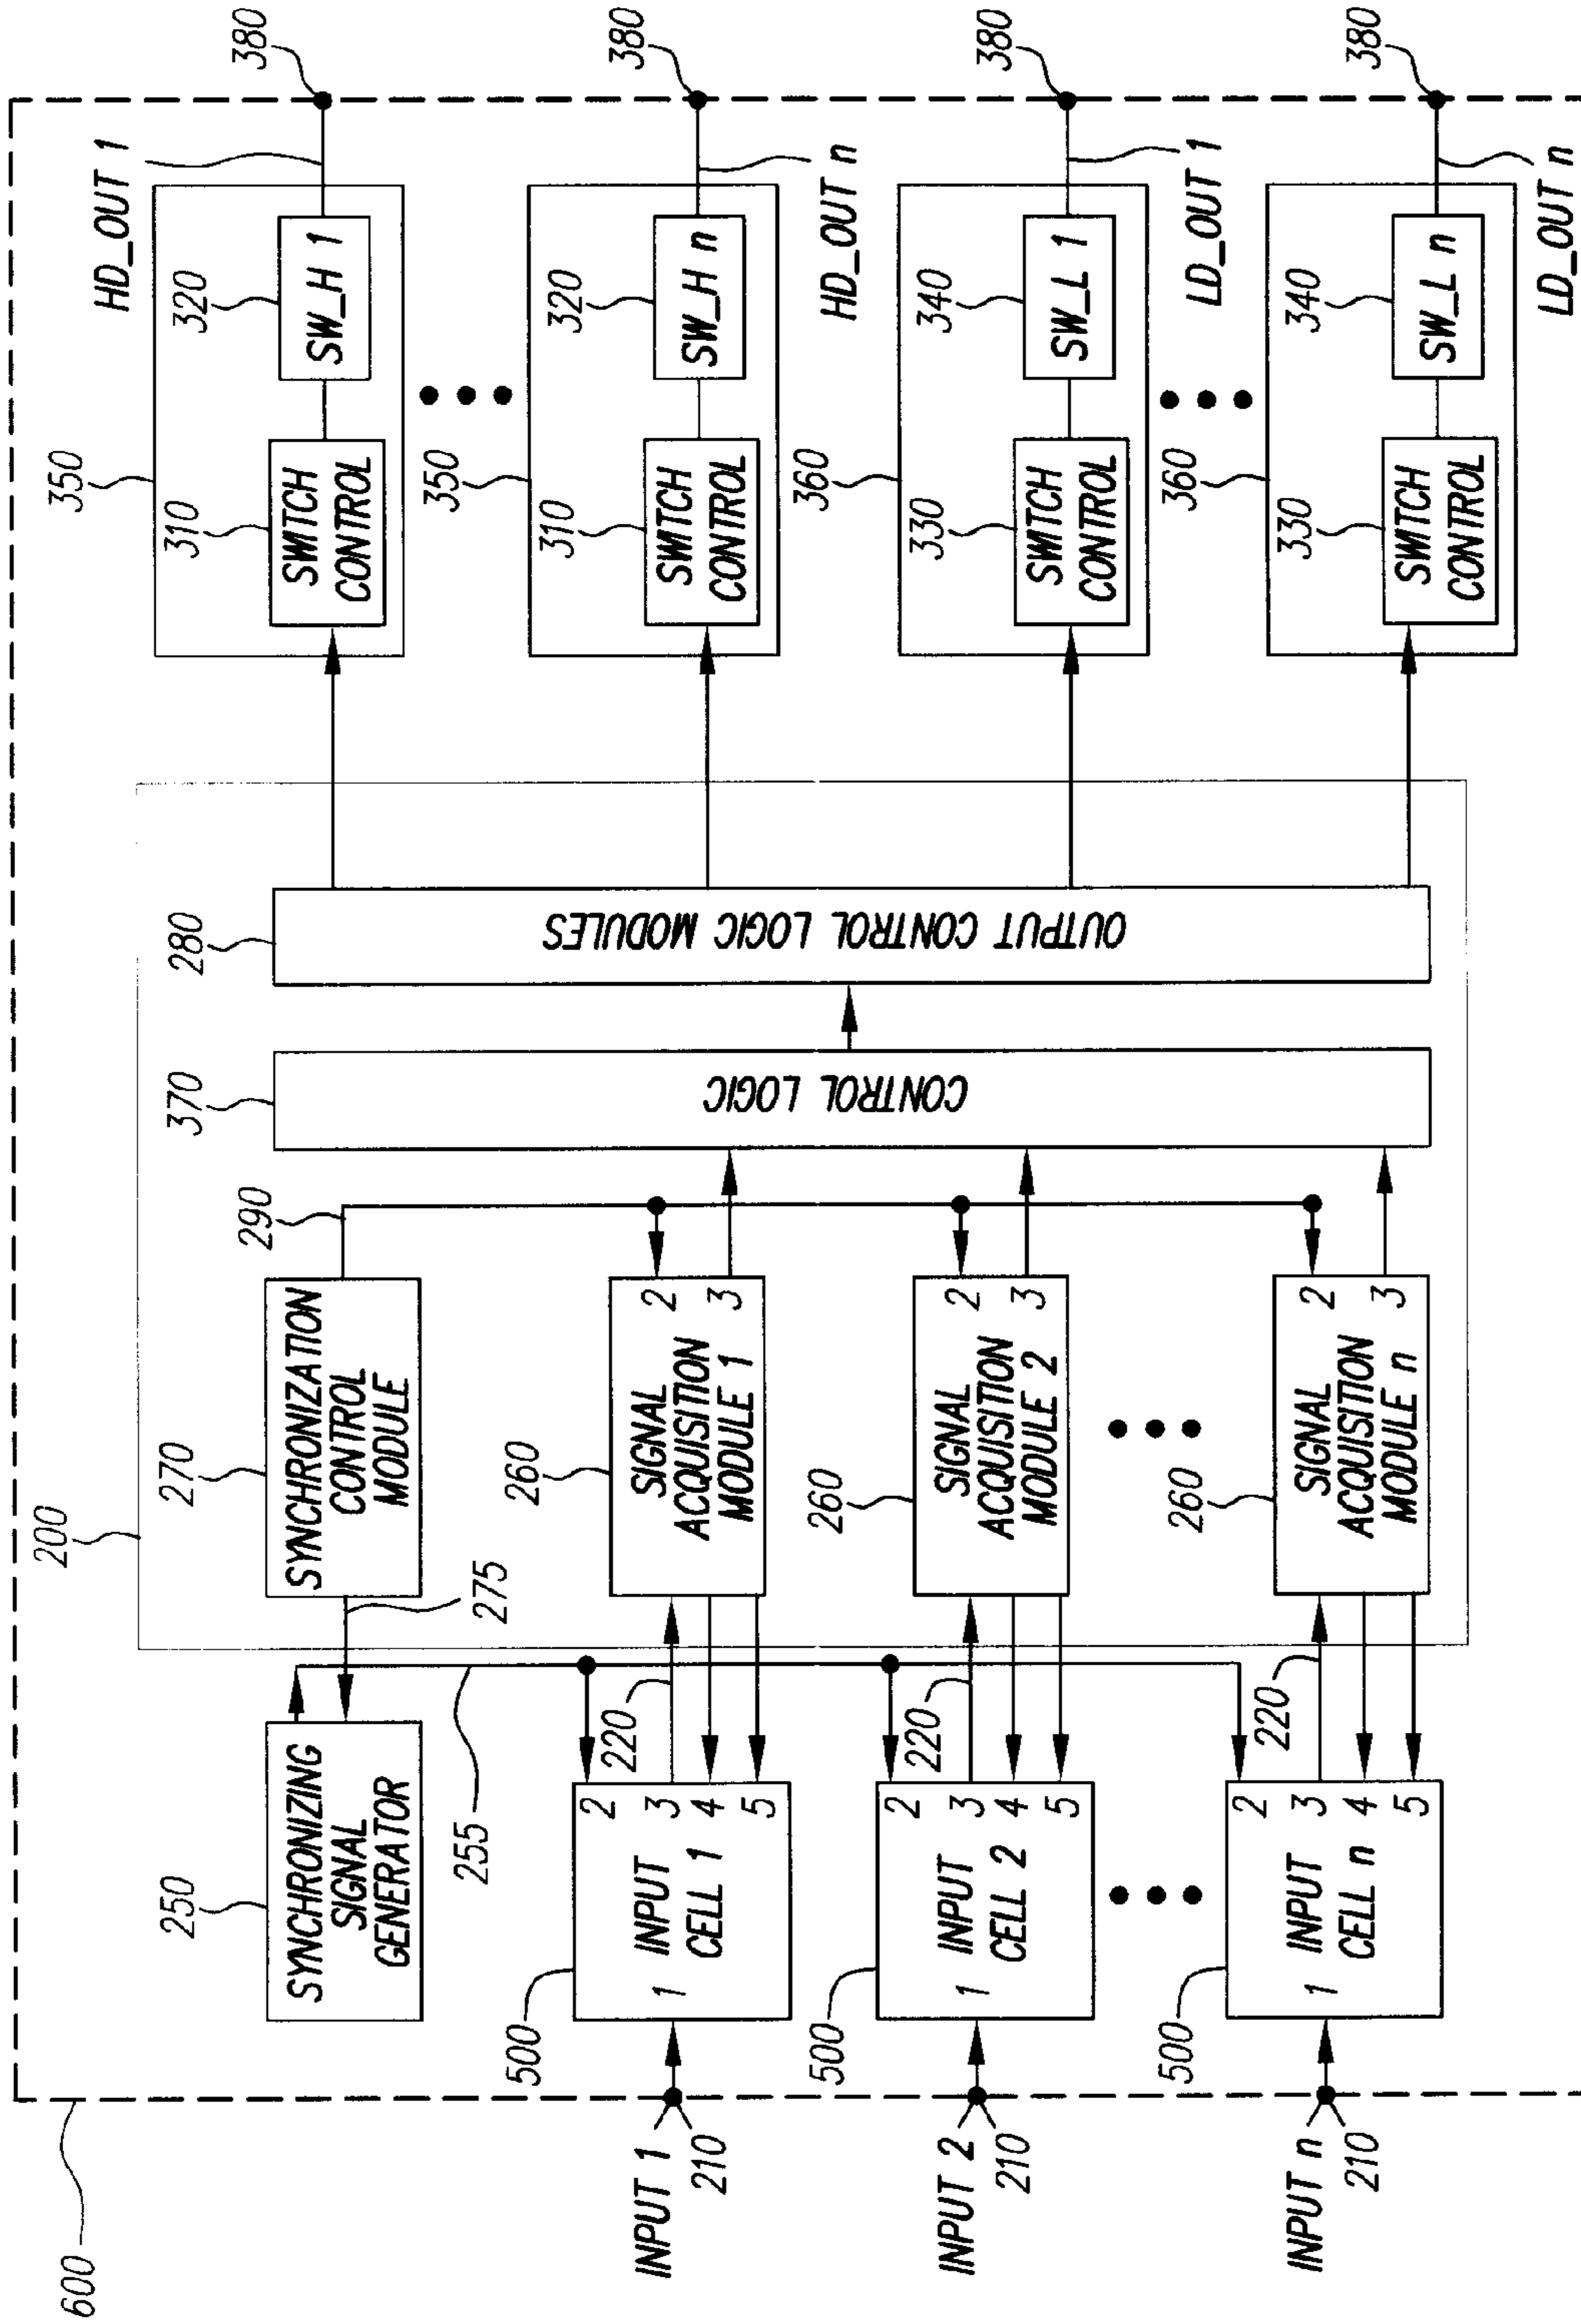 600
200
INPUT 1
210
INPUT 2
210
INPUT n
210
250
SYNCHRONIZING
SIGNAL
GENERATOR
255
275
270
SYNCHRONIZATION
CONTROL
MODULE
290
500
1
INPUT
CELL 1
2
3
4
5
220
260
SIGNAL
ACQUISITION
MODULE 1
2
3
500
1
INPUT
CELL 2
2
3
4
5
220
260
SIGNAL
ACQUISITION
MODULE 2
2
3
500
1
INPUT
CELL n
2
3
4
5
220
260
SIGNAL
ACQUISITION
MODULE n
2
3
370
CONTROL LOGIC
280
OUTPUT CONTROL LOGIC MODULES
350
310
SWITCH
CONTROL
320
SW_H 1
HD_OUT 1
380
350
310
SWITCH
CONTROL
320
SW_H n
HD_OUT n
380
360
330
SWITCH
CONTROL
340
SW_L 1
LD_OUT 1
380
360
330
SWITCH
CONTROL
340
SW_L n
LD_OUT n
380